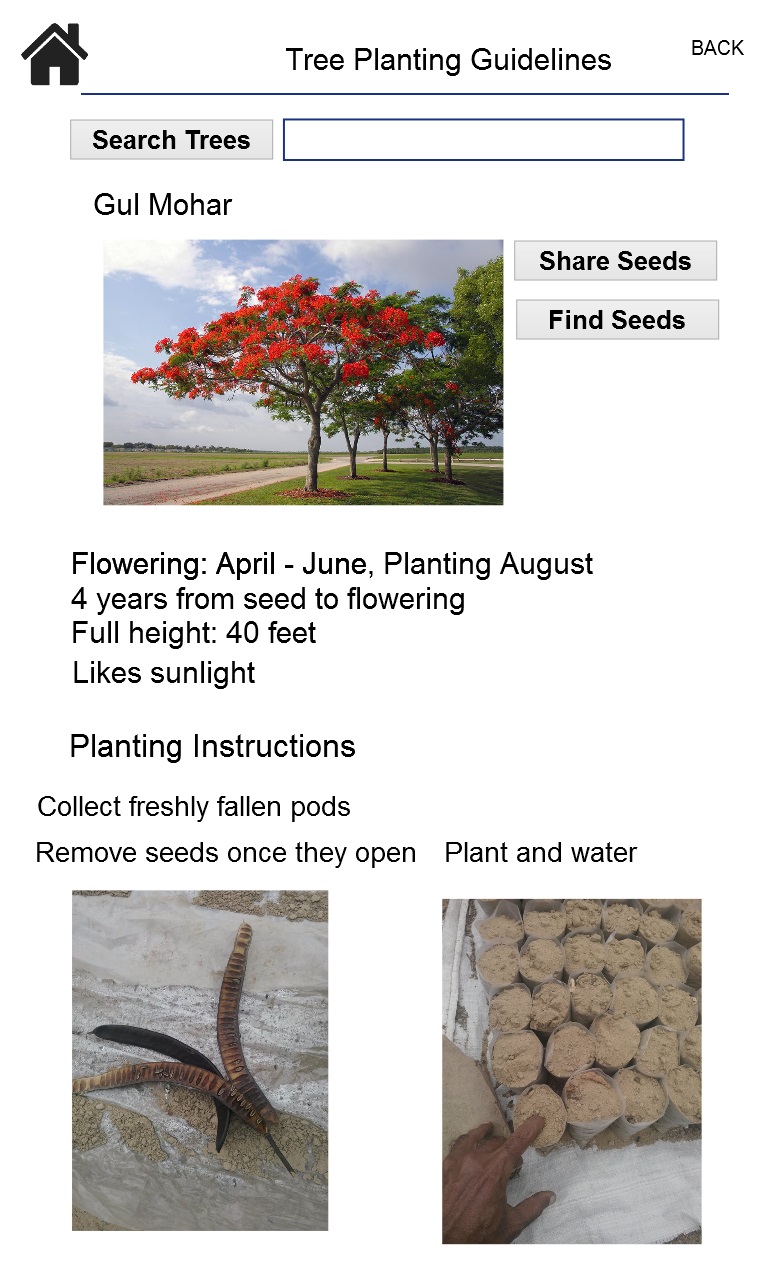 Tree Planting Guidelines
BACK
Search Trees
Gul Mohar
Share Seeds
Find Seeds
Flowering: April - June, Planting August
4 years from seed to flowering
Full height: 40 feet
Likes sunlight
Planting Instructions
Collect freshly fallen pods
Remove seeds once they open
Plant and water